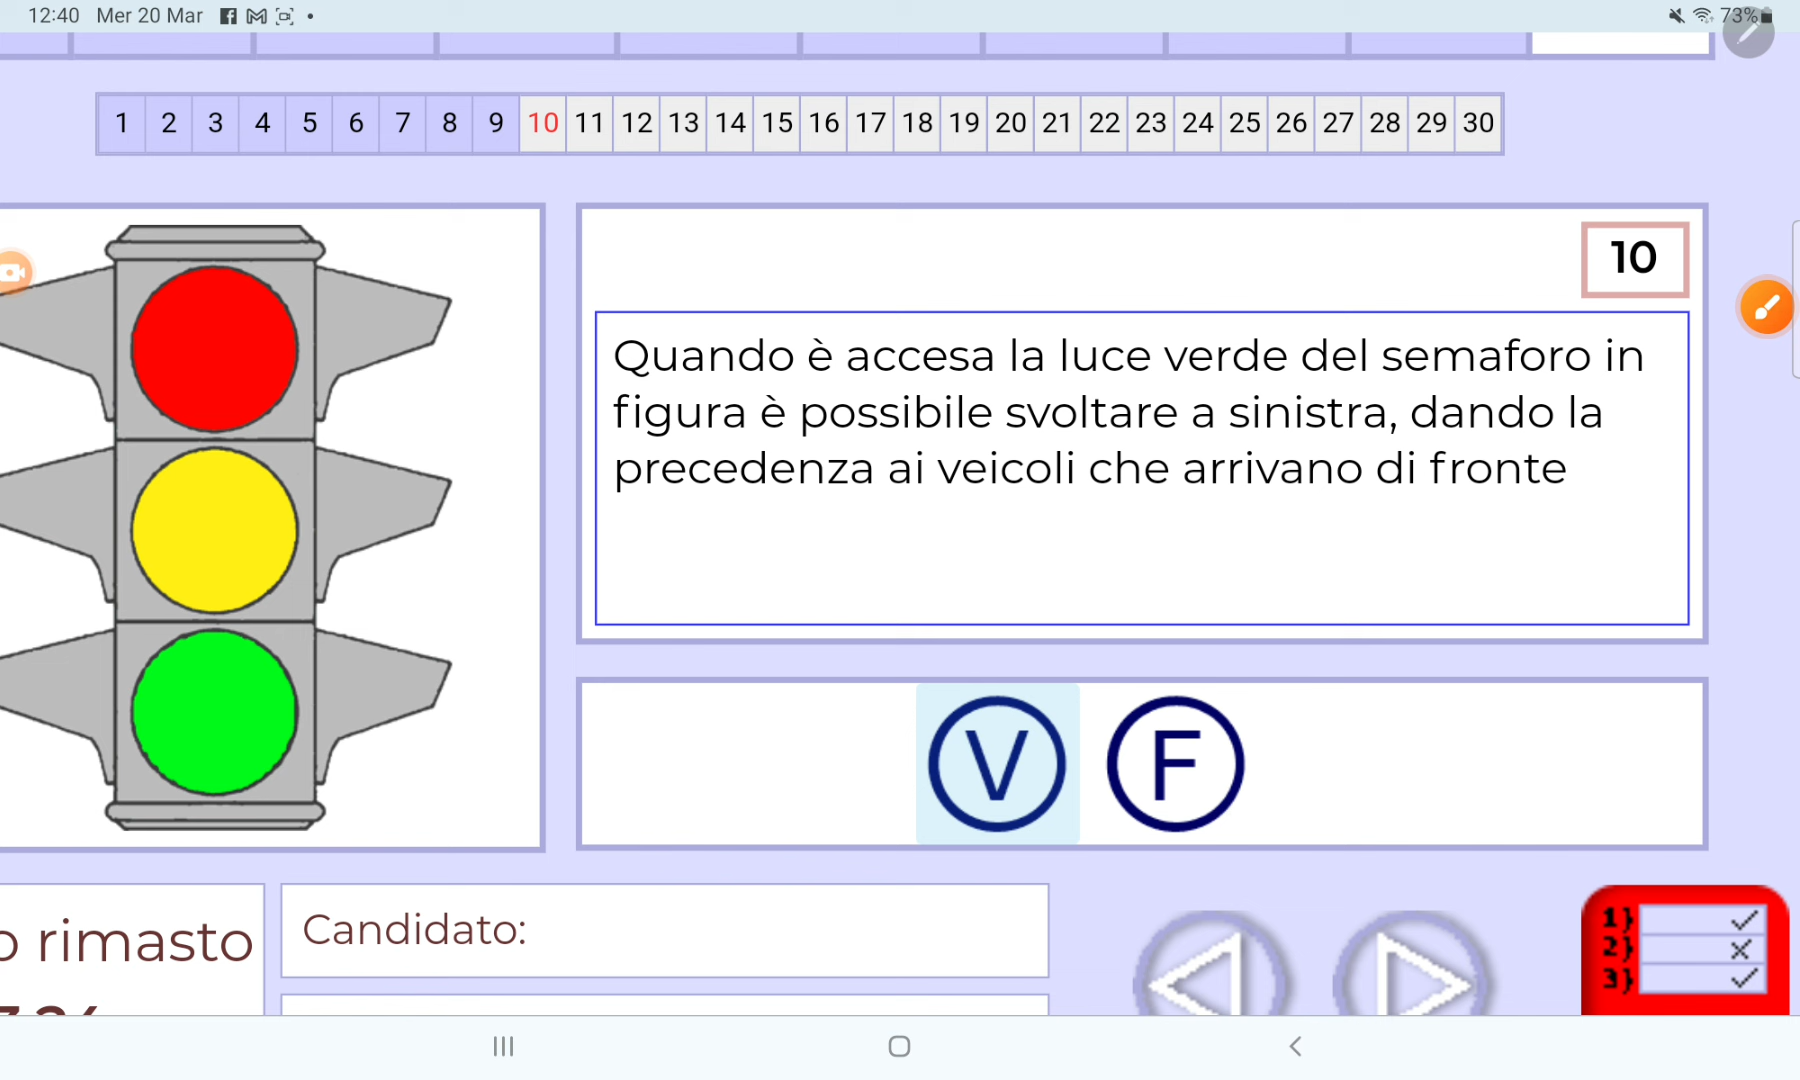 12:40 Mer 20 Mar 73%
1 2 3 4 5 6 7 8 9 10 11 12 13 14 15 16 17 18 19 20 21 22 23 24 25 26 27 28 29 30
10
Quando è accesa la luce verde del semaforo in
figura è possibile svoltare a sinistra, dando la
precedenza ai veicoli che arrivano di fronte
V F
o rimasto
Candidato:
1)
2)
3)